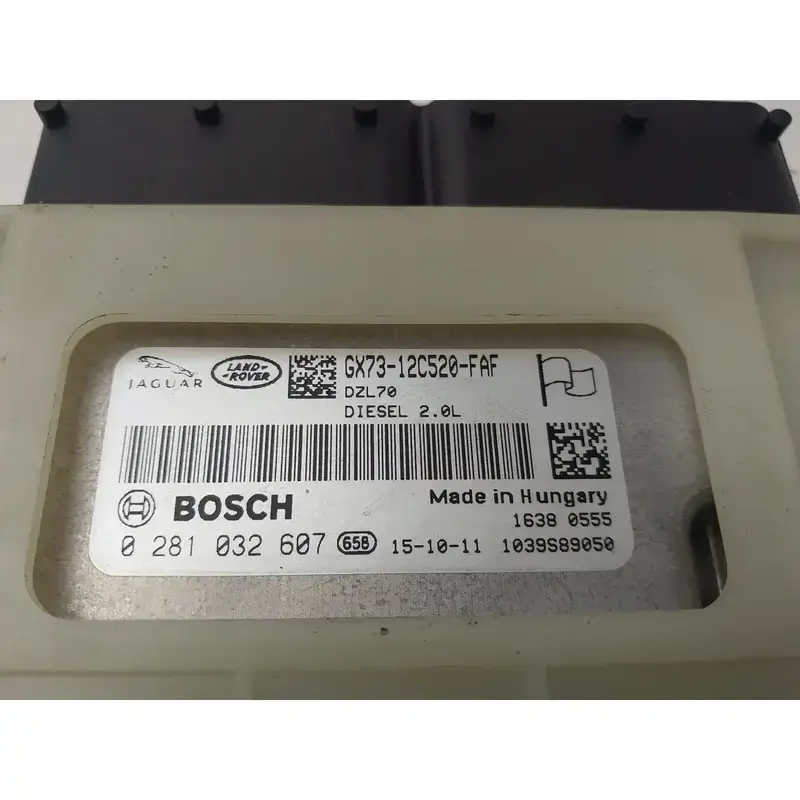 JAGUAR
LAND-
-ROVER
GX73-12C520-FAF
DZL70
DIESEL 2.0L
Made in Hungary
BOSCH
1638 0555
0 281 032 607 65B 15-10-11 1039S89050